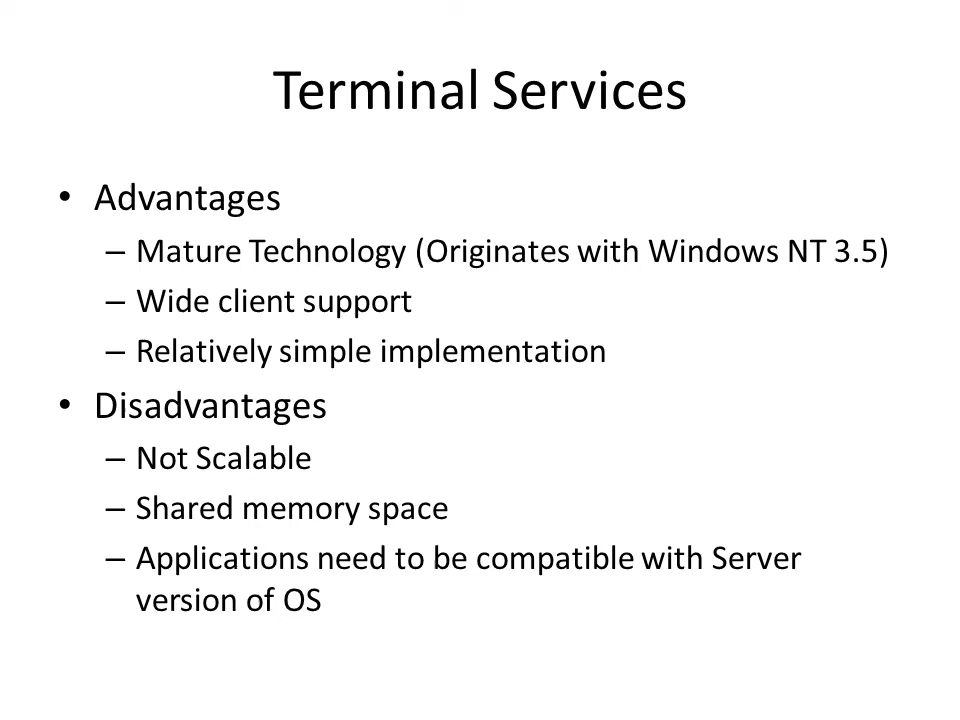 Terminal Services
• Advantages
– Mature Technology (Originates with Windows NT 3.5)
– Wide client support
– Relatively simple implementation
• Disadvantages
– Not Scalable
– Shared memory space
– Applications need to be compatible with Server
version of OS